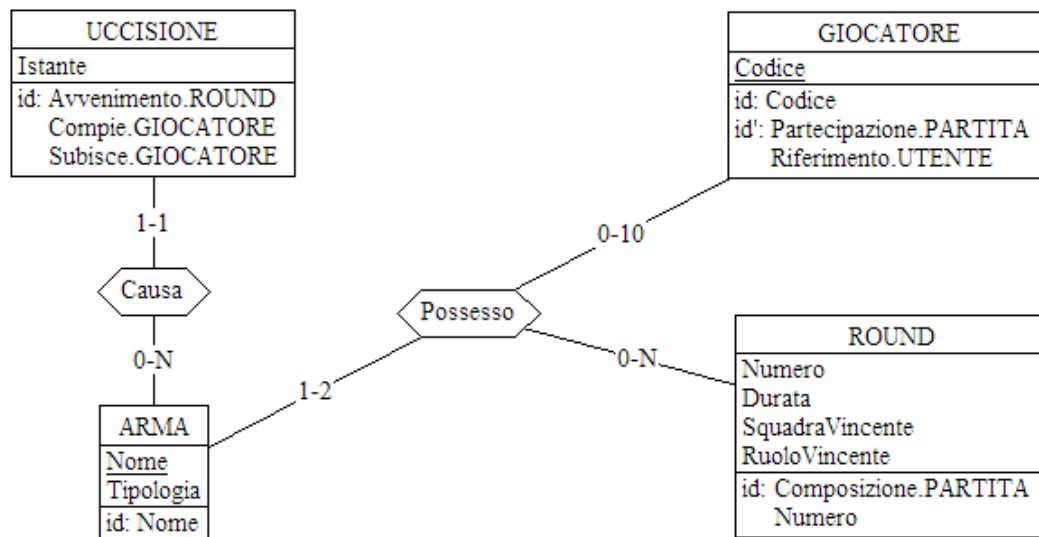 UCCISIONE
Istante
id: Avvenimento.ROUND
Compie.GIOCATORE
Subisce.GIOCATORE
GIOCATORE
Codice
id: Codice
id': Partecipazione.PARTITA
Riferimento.UTENTE
1-1
0-10
Causa
Possesso
0-N
0-N
1-2
ROUND
Numero
Durata
SquadraVincente
RuoloVincente
id: Composizione.PARTITA
Numero
ARMA
Nome
Tipologia
id: Nome